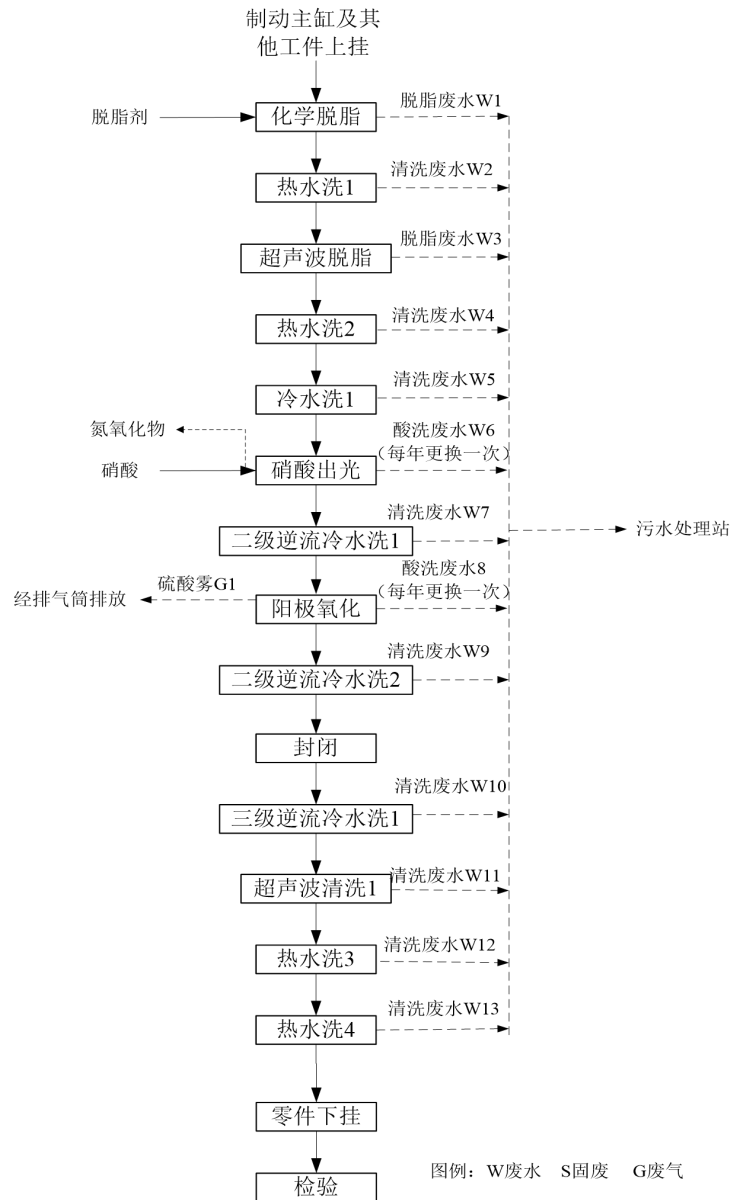 制动主缸及其
他工件上挂
脱脂剂
化学脱脂
脱脂废水W1
热水洗1
清洗废水W2
超声波脱脂
脱脂废水W3
热水洗2
清洗废水W4
冷水洗1
清洗废水W5
氮氧化物
硝酸
硝酸出光
酸洗废水W6
(每年更换一次)
二级逆流冷水洗1
清洗废水W7
污水处理站
经排气筒排放
硫酸雾G1
阳极氧化
酸洗废水8
(每年更换一次)
二级逆流冷水洗2
清洗废水W9
封闭
三级逆流冷水洗1
清洗废水W10
超声波清洗1
清洗废水W11
热水洗3
清洗废水W12
热水洗4
清洗废水W13
零件下挂
检验
图例：W废水 S固废 G废气